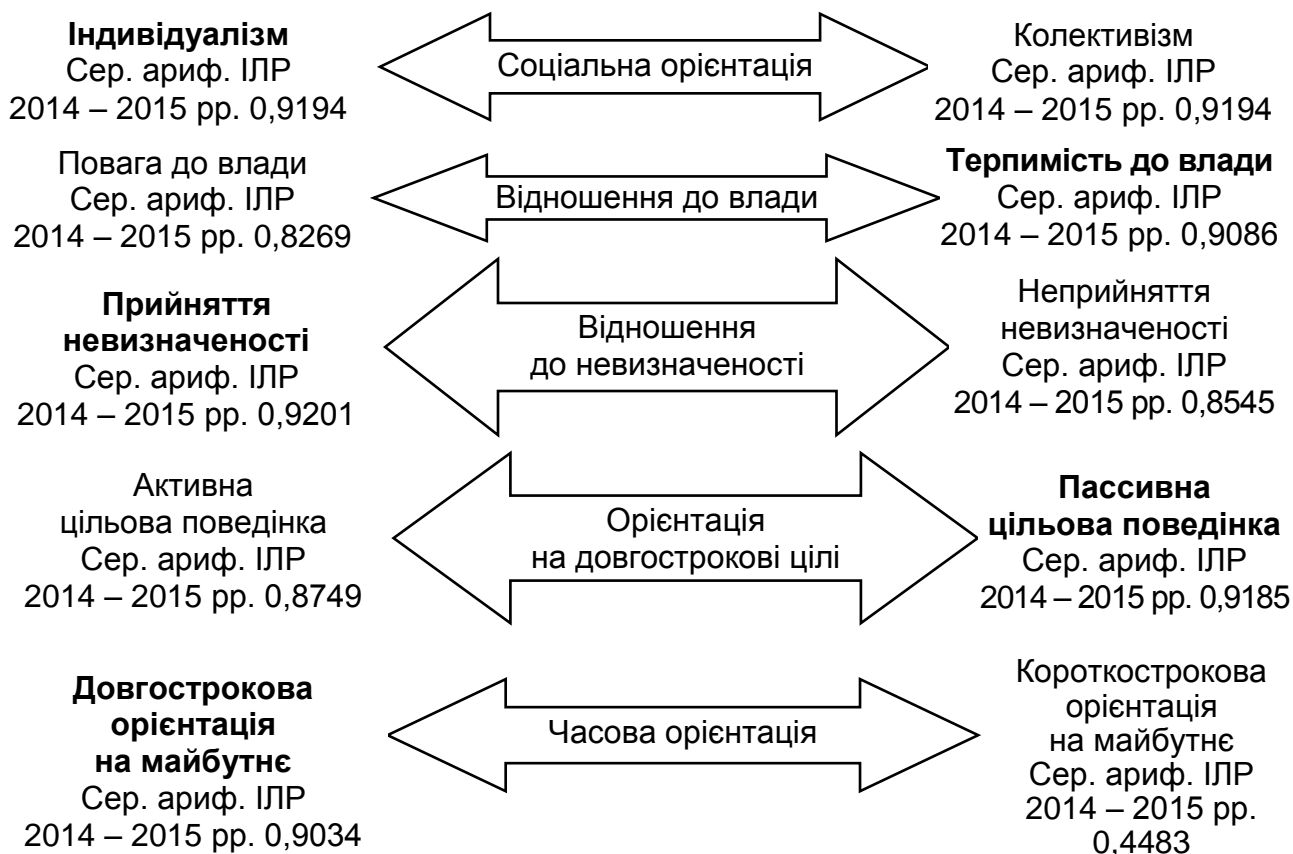 Індивідуалізм
Сер. ариф. ІЛР
2014 – 2015 рр. 0,9194
Соціальна орієнтація
Колективізм
Сер. ариф. ІЛР
2014 – 2015 рр. 0,9194
Повага до влади
Сер. ариф. ІЛР
2014 – 2015 рр. 0,8269
Відношення до влади
Терпимість до влади
Сер. ариф. ІЛР
2014 – 2015 рр. 0,9086
Прийняття
невизначеності
Сер. ариф. ІЛР
2014 – 2015 рр. 0,9201
Відношення
до невизначеності
Неприйняття
невизначеності
Сер. ариф. ІЛР
2014 – 2015 рр. 0,8545
Активна
цільова поведінка
Сер. ариф. ІЛР
2014 – 2015 рр. 0,8749
Орієнтація
на довгострокові цілі
Пассивна
цільова поведінка
Сер. ариф. ІЛР
2014 – 2015 рр. 0,9185
Довгострокова
орієнтація
на майбутнє
Сер. ариф. ІЛР
2014 – 2015 рр. 0,9034
Часова орієнтація
Короткострокова
орієнтація
на майбутнє
Сер. ариф. ІЛР
2014 – 2015 рр.
0,4483